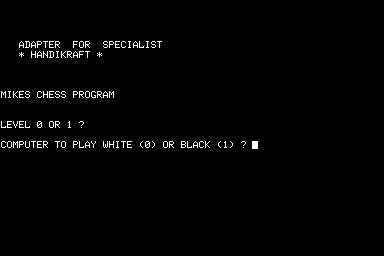 ADAPTER FOR SPECIALIST
* HANDIKRAFT *
MIKES CHESS PROGRAM
LEVEL 0 OR 1 ?
COMPUTER TO PLAY WHITE (0) OR BLACK (1) ?